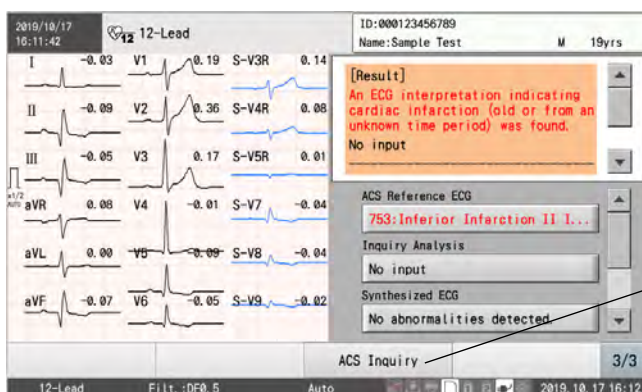 2019/10/17
16:11:42
12 12-Lead
ID:000123456789
Name:Sample Test M 19yrs
I -0.03 V1 0.19 S-V3R 0.14
II -0.09 V2 0.36 S-V4R 0.08
III -0.05 V3 0.17 S-V5R 0.01
x1/2
AUTO
aVR 0.08 V4 -0.01 S-V7 -0.04
aVL 0.00 V5 -0.09 S-V8 -0.04
aVF -0.07 V6 -0.05 S-V9 -0.02
[Result]
An ECG interpretation indicating
cardiac infarction (old or from an
unknown time period) was found.
No input
ACS Reference ECG
753:Inferior Infarction II I...
Inquiry Analysis
No input
Synthesized ECG
No abnormalities detected.
ACS Inquiry 3/3
12-Lead Filt.:DF0.5 Auto 2019.10.17 16:12